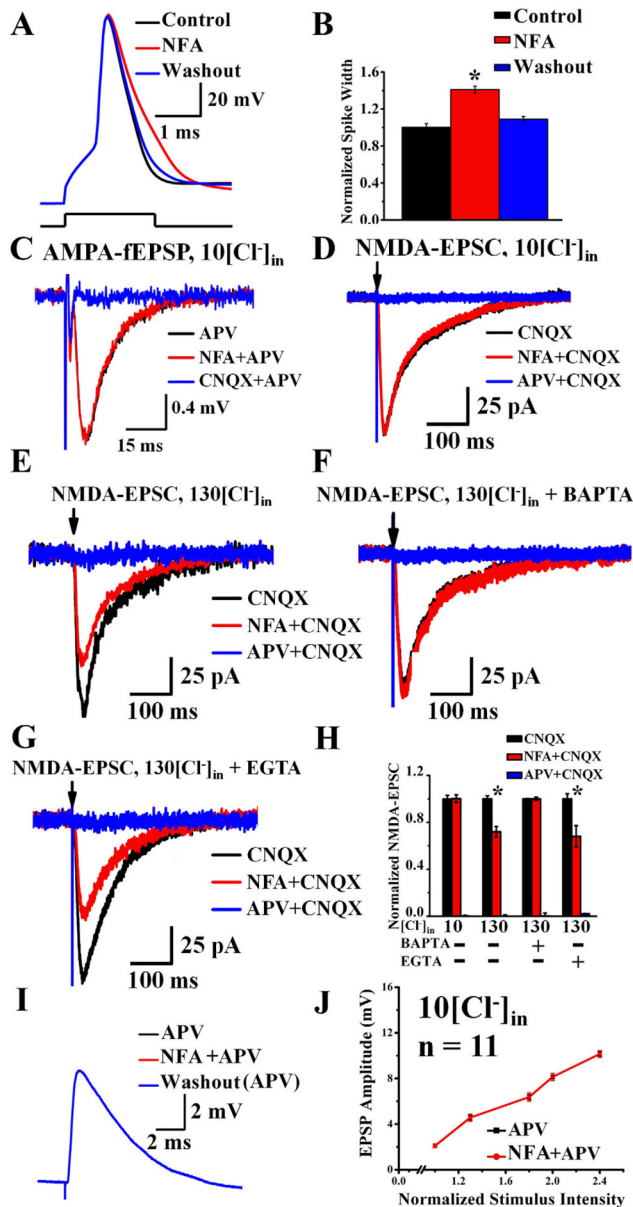 A
Control
NFA
Washout
20 mV
1 ms
B
Control
NFA
Washout
Normalized Spike Width
1.6
1.2
0.8
0.4
0.0
*
C
AMPA-fEPSP, 10[Cl⁻]in
APV
NFA+APV
CNQX+APV
0.4 mV
15 ms
D
NMDA-EPSC, 10[Cl⁻]in
CNQX
NFA+CNQX
APV+CNQX
25 pA
100 ms
E
NMDA-EPSC, 130[Cl⁻]in
CNQX
NFA+CNQX
APV+CNQX
25 pA
100 ms
F
NMDA-EPSC, 130[Cl⁻]in + BAPTA
CNQX
NFA+CNQX
APV+CNQX
25 pA
100 ms
G
NMDA-EPSC, 130[Cl⁻]in + EGTA
CNQX
NFA+CNQX
APV+CNQX
25 pA
100 ms
H
CNQX
NFA+CNQX
APV+CNQX
Normalized NMDA-EPSC
1.2
0.8
0.4
0.0
* *
[Cl⁻]in 10 130 130 130
BAPTA − − + −
EGTA − − − +
I
APV
NFA+APV
Washout (APV)
2 mV
2 ms
J
10[Cl⁻]in
n = 11
EPSP Amplitude (mV)
16
12
8
4
0
APV
NFA+APV
1.2 1.6 2.0 2.4
Normalized Stimulus Intensity